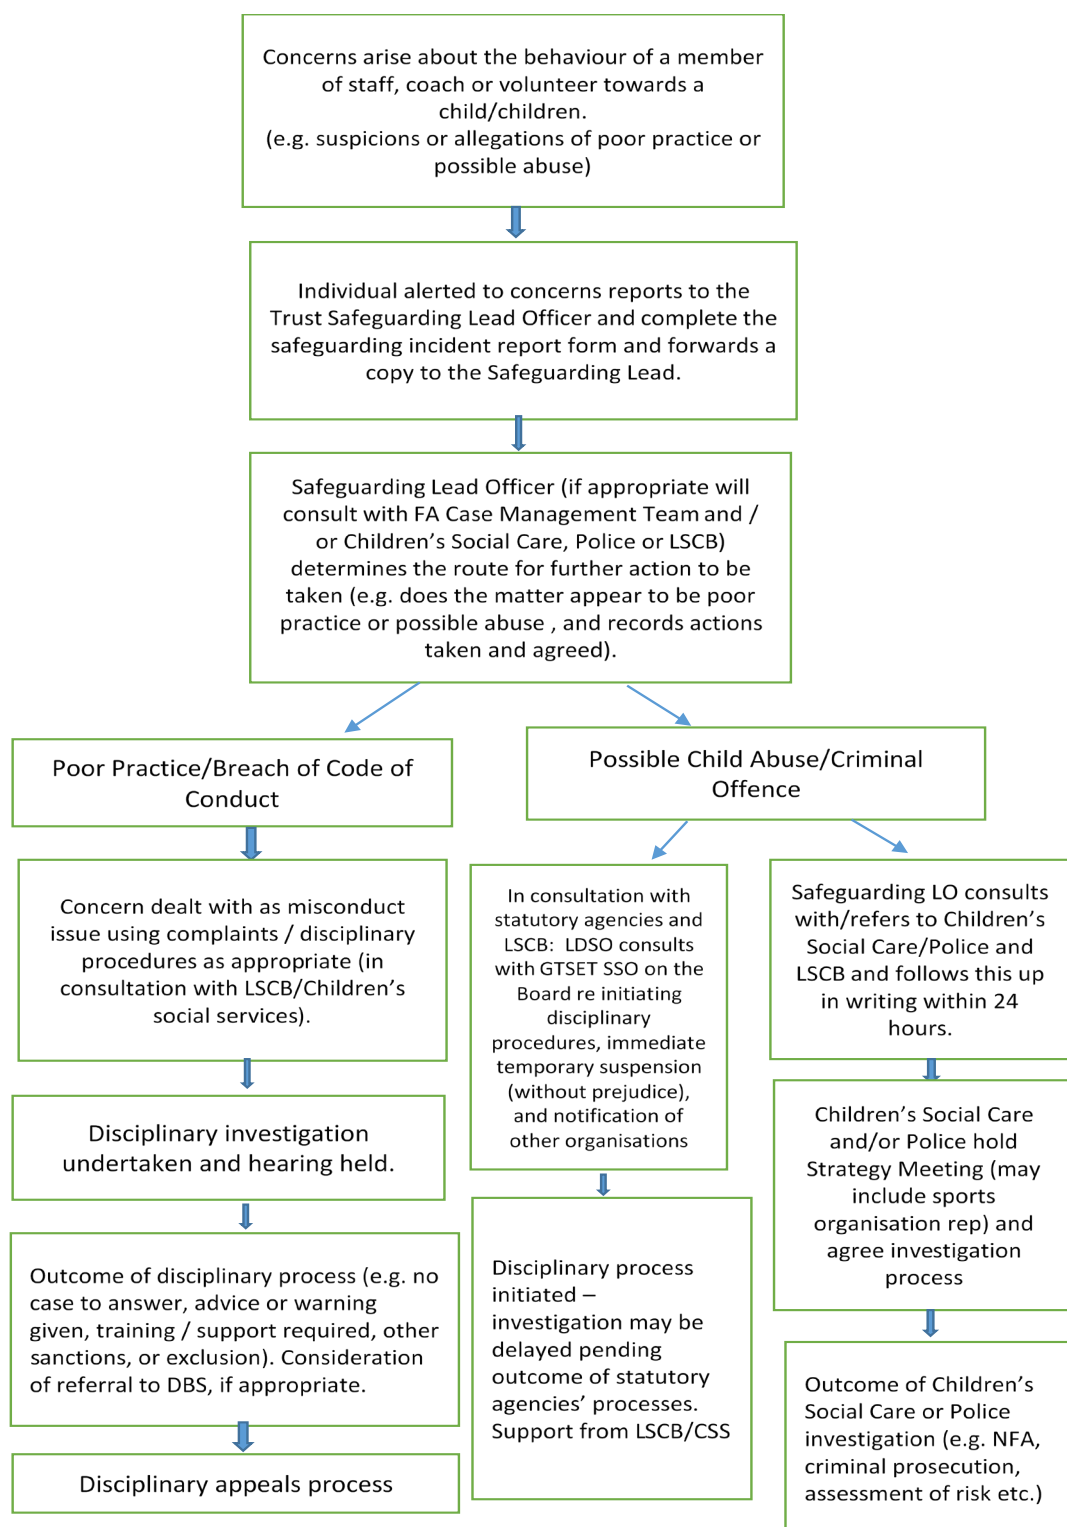 Concerns arise about the behaviour of a member
of staff, coach or volunteer towards a
child/children.
(e.g. suspicions or allegations of poor practice or
possible abuse)
Individual alerted to concerns reports to the
Trust Safeguarding Lead Officer and complete the
safeguarding incident report form and forwards a
copy to the Safeguarding Lead.
Safeguarding Lead Officer (if appropriate will
consult with FA Case Management Team and /
or Children’s Social Care, Police or LSCB)
determines the route for further action to be
taken (e.g. does the matter appear to be poor
practice or possible abuse , and records actions
taken and agreed).
Poor Practice/Breach of Code of
Conduct
Concern dealt with as misconduct
issue using complaints / disciplinary
procedures as appropriate (in
consultation with LSCB/Children’s
social services).
Disciplinary investigation
undertaken and hearing held.
Outcome of disciplinary process (e.g. no
case to answer, advice or warning
given, training / support required, other
sanctions, or exclusion). Consideration
of referral to DBS, if appropriate.
Disciplinary appeals process
Possible Child Abuse/Criminal
Offence
In consultation with
statutory agencies and
LSCB: LDSO consults
with GTSET SSO on the
Board re initiating
disciplinary
procedures, immediate
temporary suspension
(without prejudice),
and notification of
other organisations
Disciplinary process
initiated –
investigation may be
delayed pending
outcome of statutory
agencies’ processes.
Support from LSCB/CSS
Safeguarding LO consults
with/refers to Children’s
Social Care/Police and
LSCB and follows this up
in writing within 24
hours.
Children’s Social Care
and/or Police hold
Strategy Meeting (may
include sports
organisation rep) and
agree investigation
process
Outcome of Children’s
Social Care or Police
investigation (e.g. NFA,
criminal prosecution,
assessment of risk etc.)